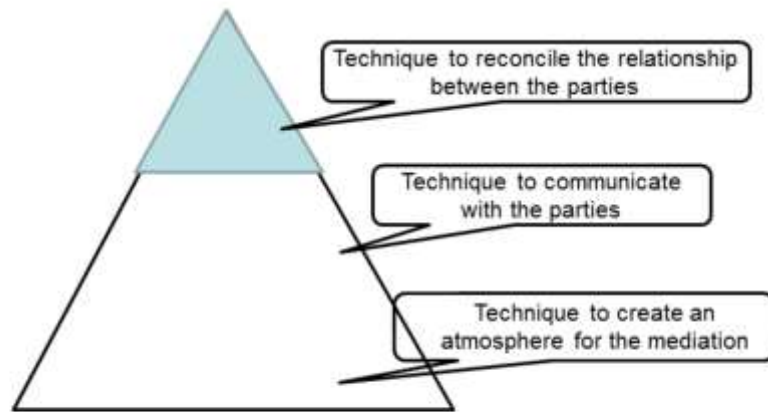 Technique to reconcile the relationship
between the parties
Technique to communicate
with the parties
Technique to create an
atmosphere for the mediation